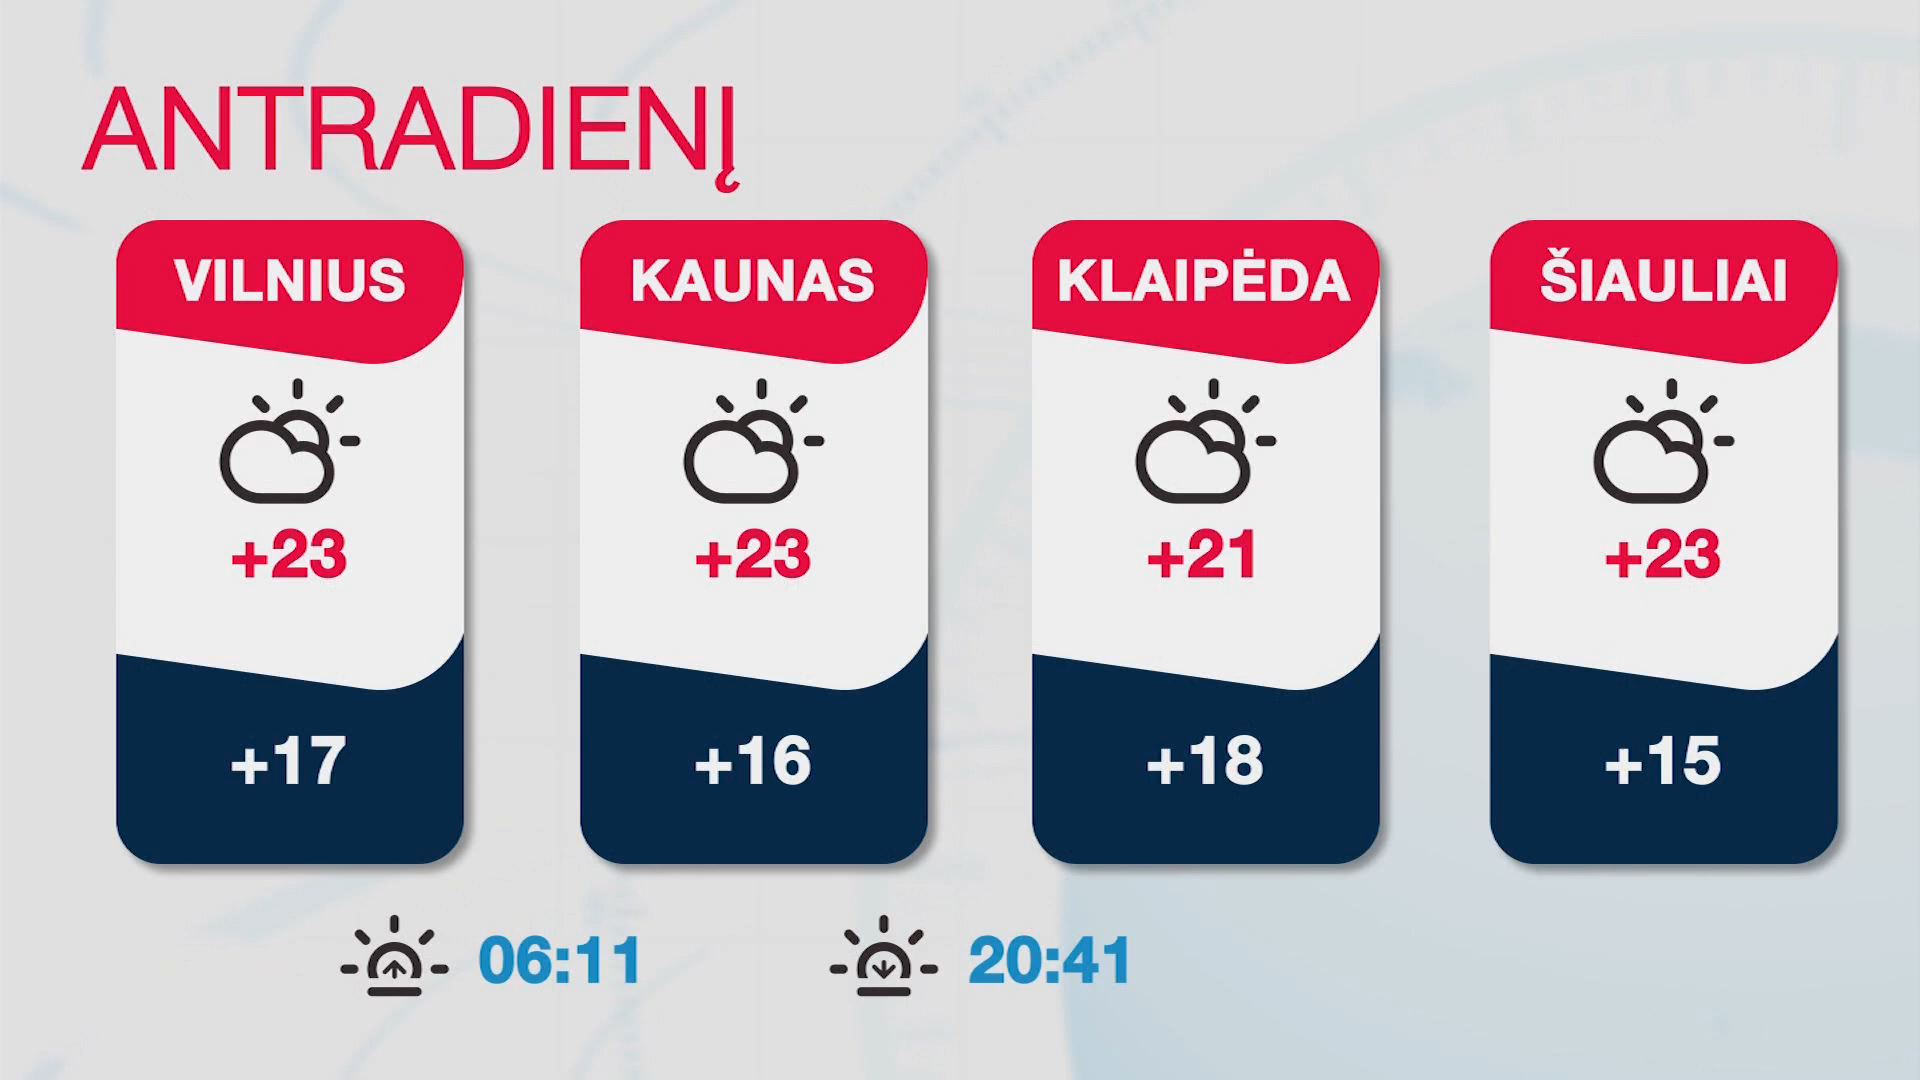 ANTRADIENĮ
VILNIUS
+23
+17
KAUNAS
+23
+16
KLAIPĖDA
+21
+18
ŠIAULIAI
+23
+15
06:11
20:41